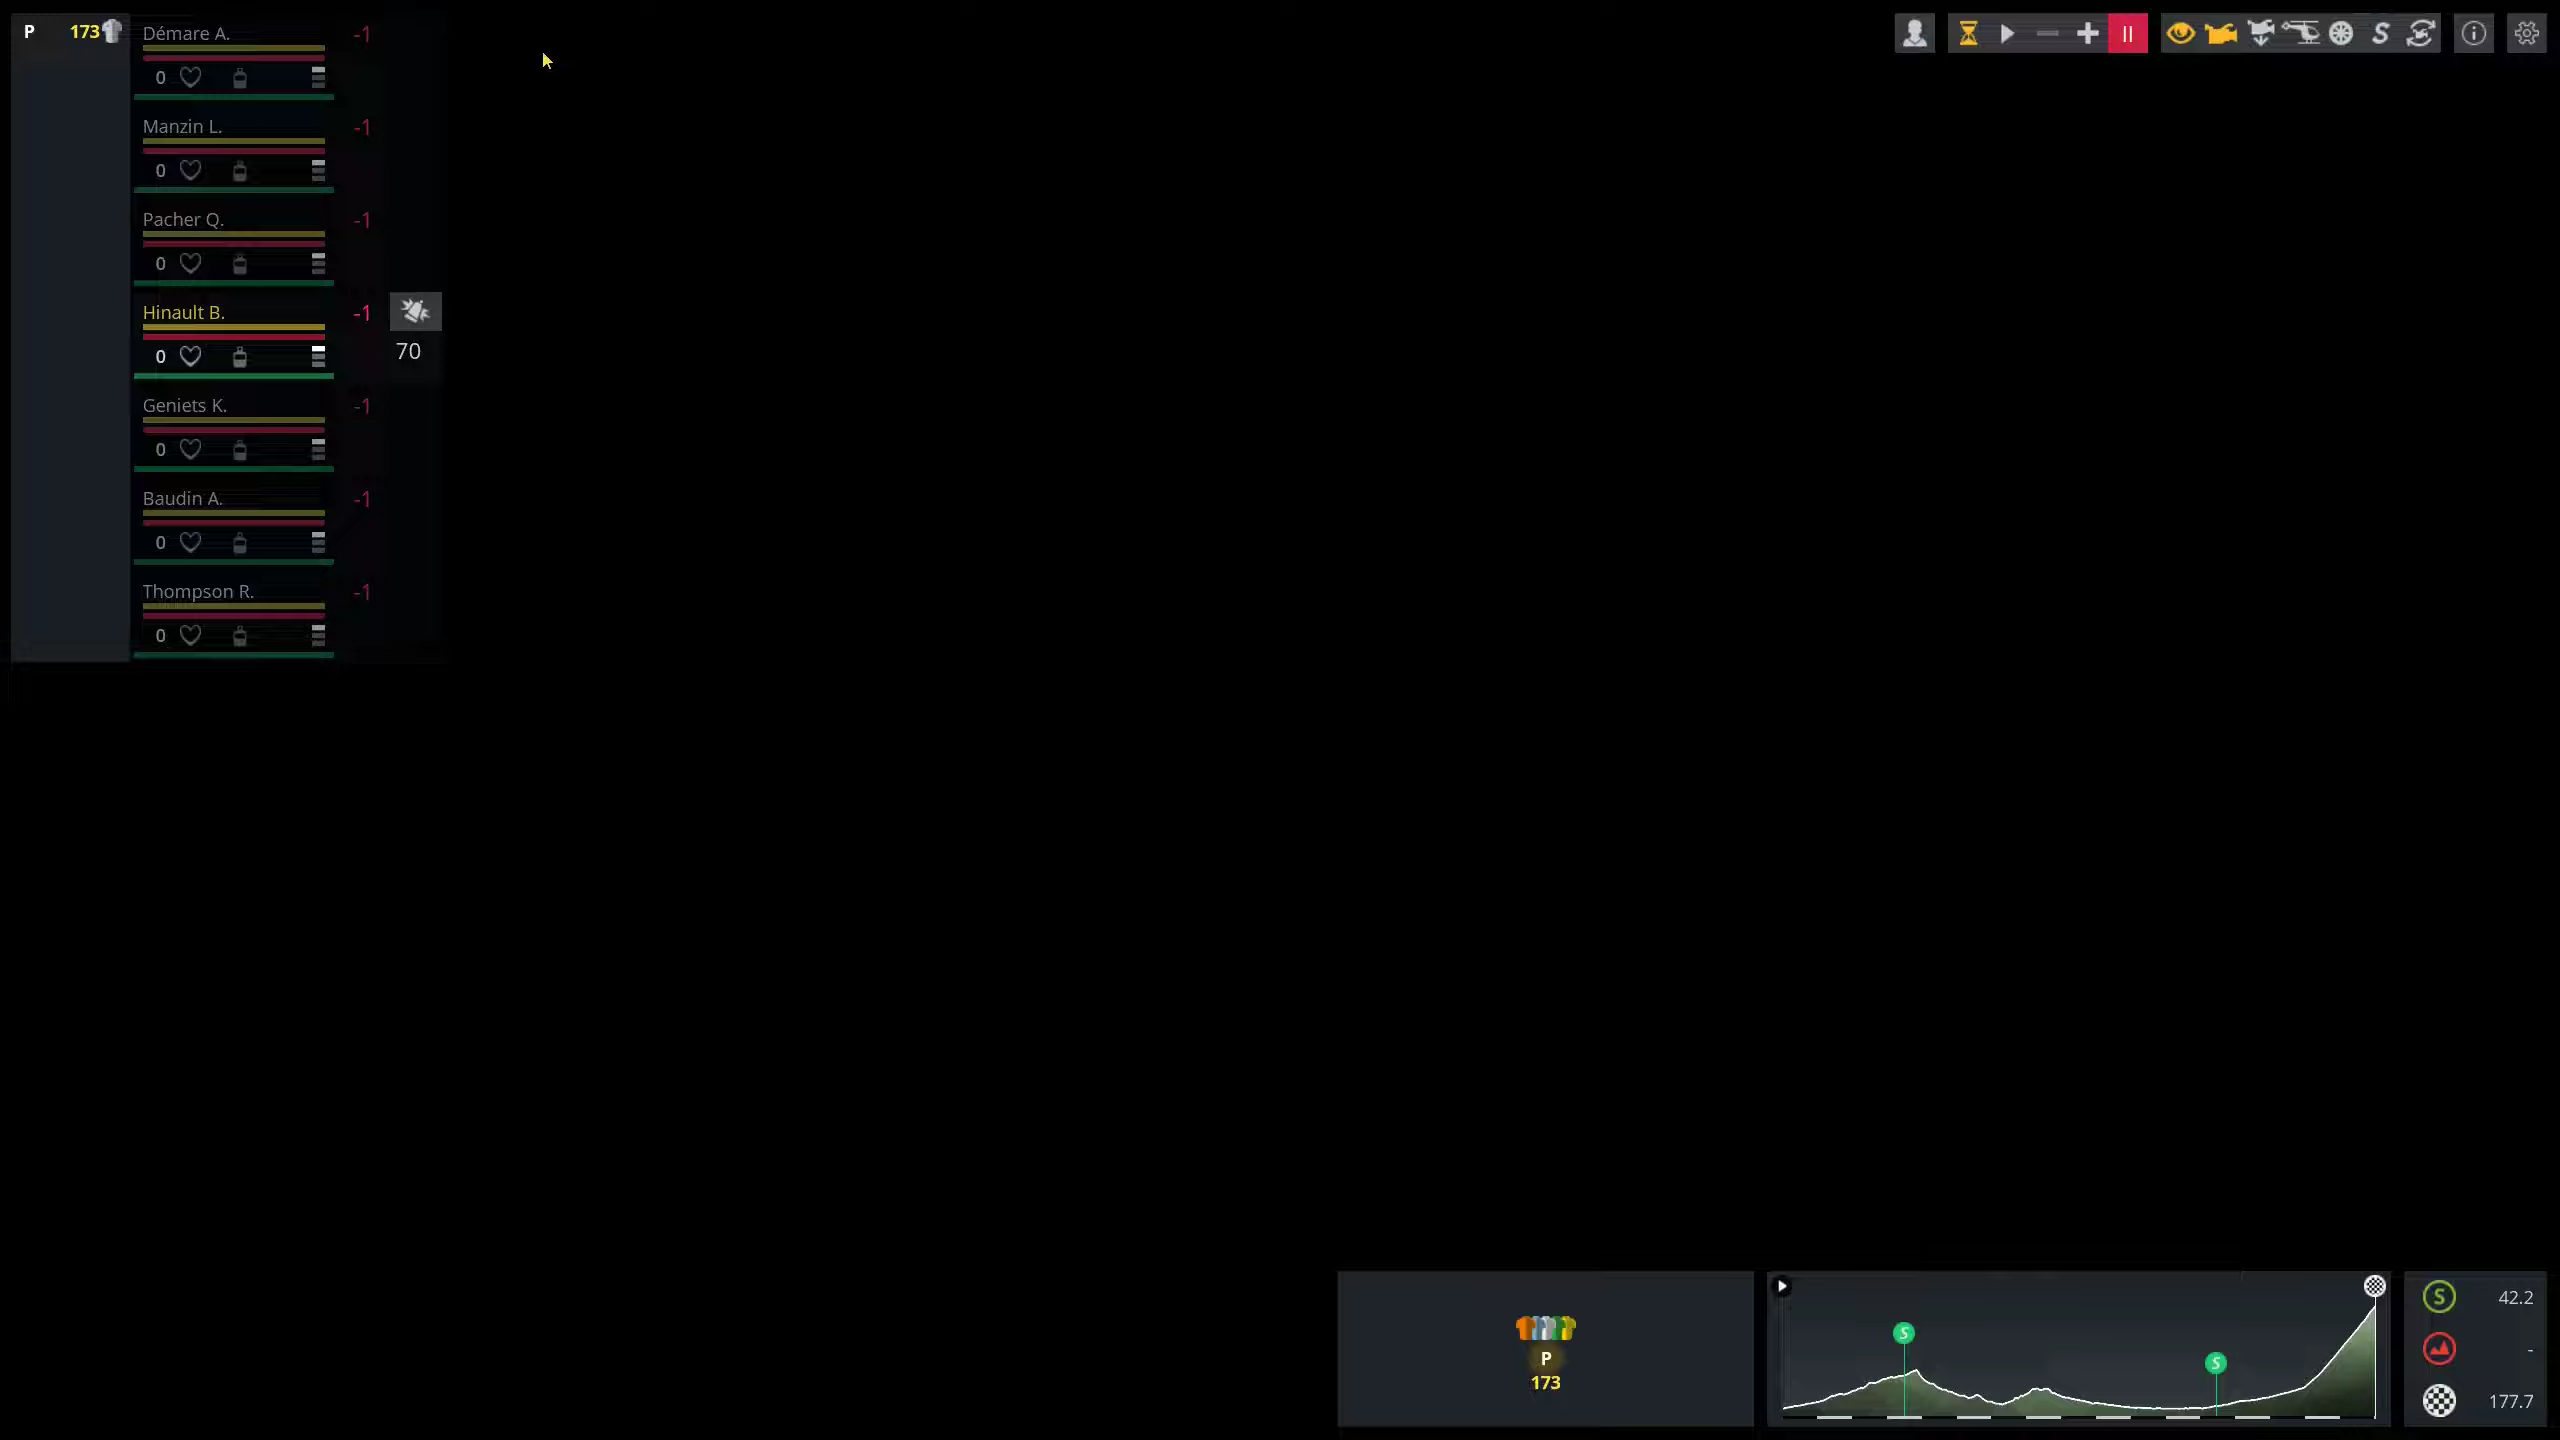 P 173
Démare A. -1
0
Manzin L. -1
0
Pacher Q. -1
0
Hinault B. -1
0 70
Geniets K. -1
0
Baudin A. -1
0
Thompson R. -1
0
S
P
173
S
S
S 42.2
-
177.7